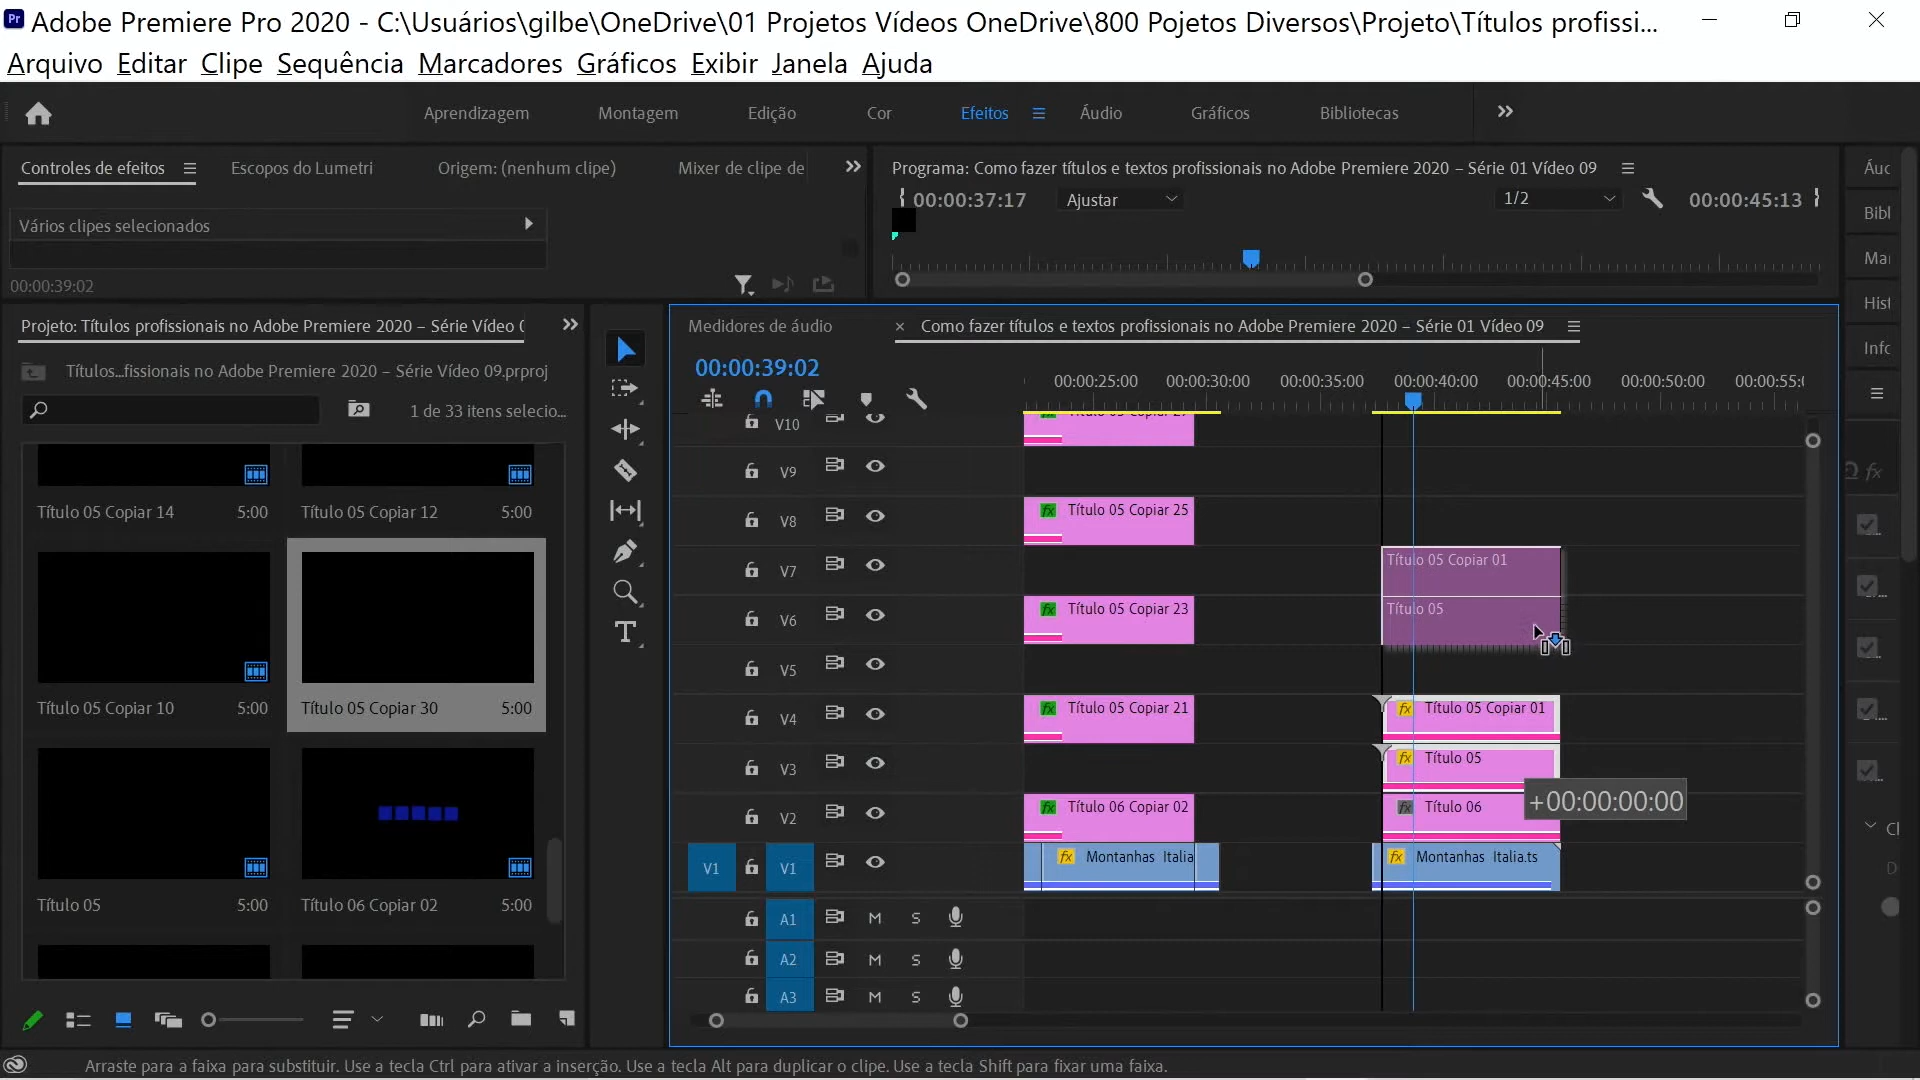 Adobe Premiere Pro 2020 - C:\Usuários\gilbe\OneDrive\01 Projetos Vídeos OneDrive\800 Pojetos Diversos\Projeto\Títulos profissi...
Arquivo Editar Clipe Sequência Marcadores Gráficos Exibir Janela Ajuda
Aprendizagem Montagem Edição Cor Efeitos Áudio Gráficos Bibliotecas
Controles de efeitos Escopos do Lumetri Origem: (nenhum clipe) Mixer de clipe de
Vários clipes selecionados
00:00:39:02
Programa: Como fazer títulos e textos profissionais no Adobe Premiere 2020 – Série 01 Vídeo 09
00:00:37:17 Ajustar 1/2 00:00:45:13
Projeto: Títulos profissionais no Adobe Premiere 2020 – Série Vídeo
Títulos...fissionais no Adobe Premiere 2020 – Série Vídeo 09.prproj
1 de 33 itens selecio...
Título 05 Copiar 14 5:00
Título 05 Copiar 12 5:00
Título 05 Copiar 10 5:00
Título 05 Copiar 30 5:00
Título 05 5:00
Título 06 Copiar 02 5:00
Medidores de áudio
× Como fazer títulos e textos profissionais no Adobe Premiere 2020 – Série 01 Vídeo 09
00:00:39:02
00:00:25:00 00:00:30:00 00:00:35:00 00:00:40:00 00:00:45:00 00:00:50:00 00:00:55:
V10
V9
V8 fx Título 05 Copiar 25
V7 Título 05 Copiar 01
V6 fx Título 05 Copiar 23 Título 05
V5
V4 fx Título 05 Copiar 21 fx Título 05 Copiar 01
V3 fx Título 05
+00:00:00:00
V2 fx Título 06 Copiar 02 fx Título 06
V1 V1 fx Montanhas Italia fx Montanhas Italia.ts
A1 M S
A2 M S
A3 M S
Bibl
Hist
Info
fx
Arraste para a faixa para substituir. Use a tecla Ctrl para ativar a inserção. Use a tecla Alt para duplicar o clipe. Use a tecla Shift para fixar uma faixa.